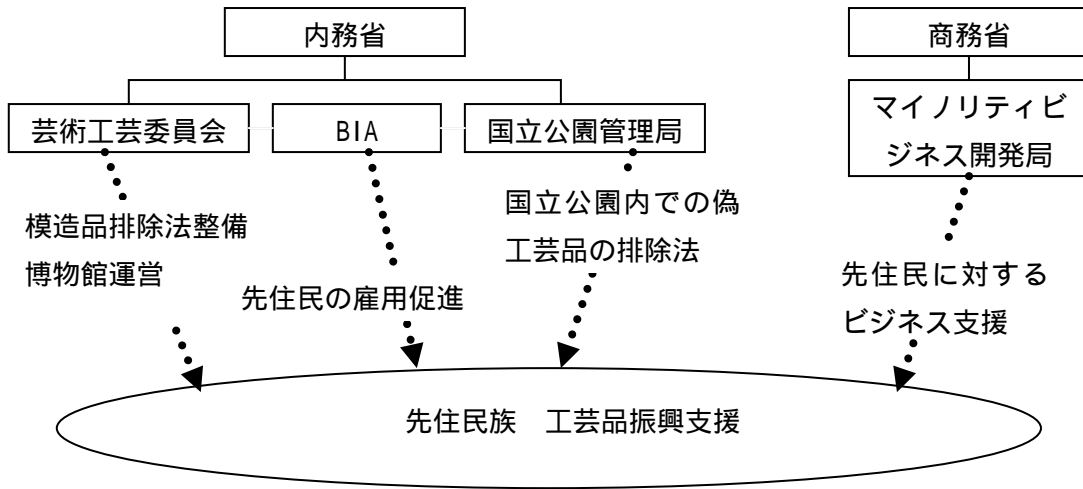 内務省
商務省
芸術工芸委員会
BIA
国立公園管理局
マイノリティビ
ジネス開発局
模造品排除法整備
博物館運営
先住民の雇用促進
国立公園内での偽
工芸品の排除法
先住民に対する
ビジネス支援
先住民族　工芸品振興支援